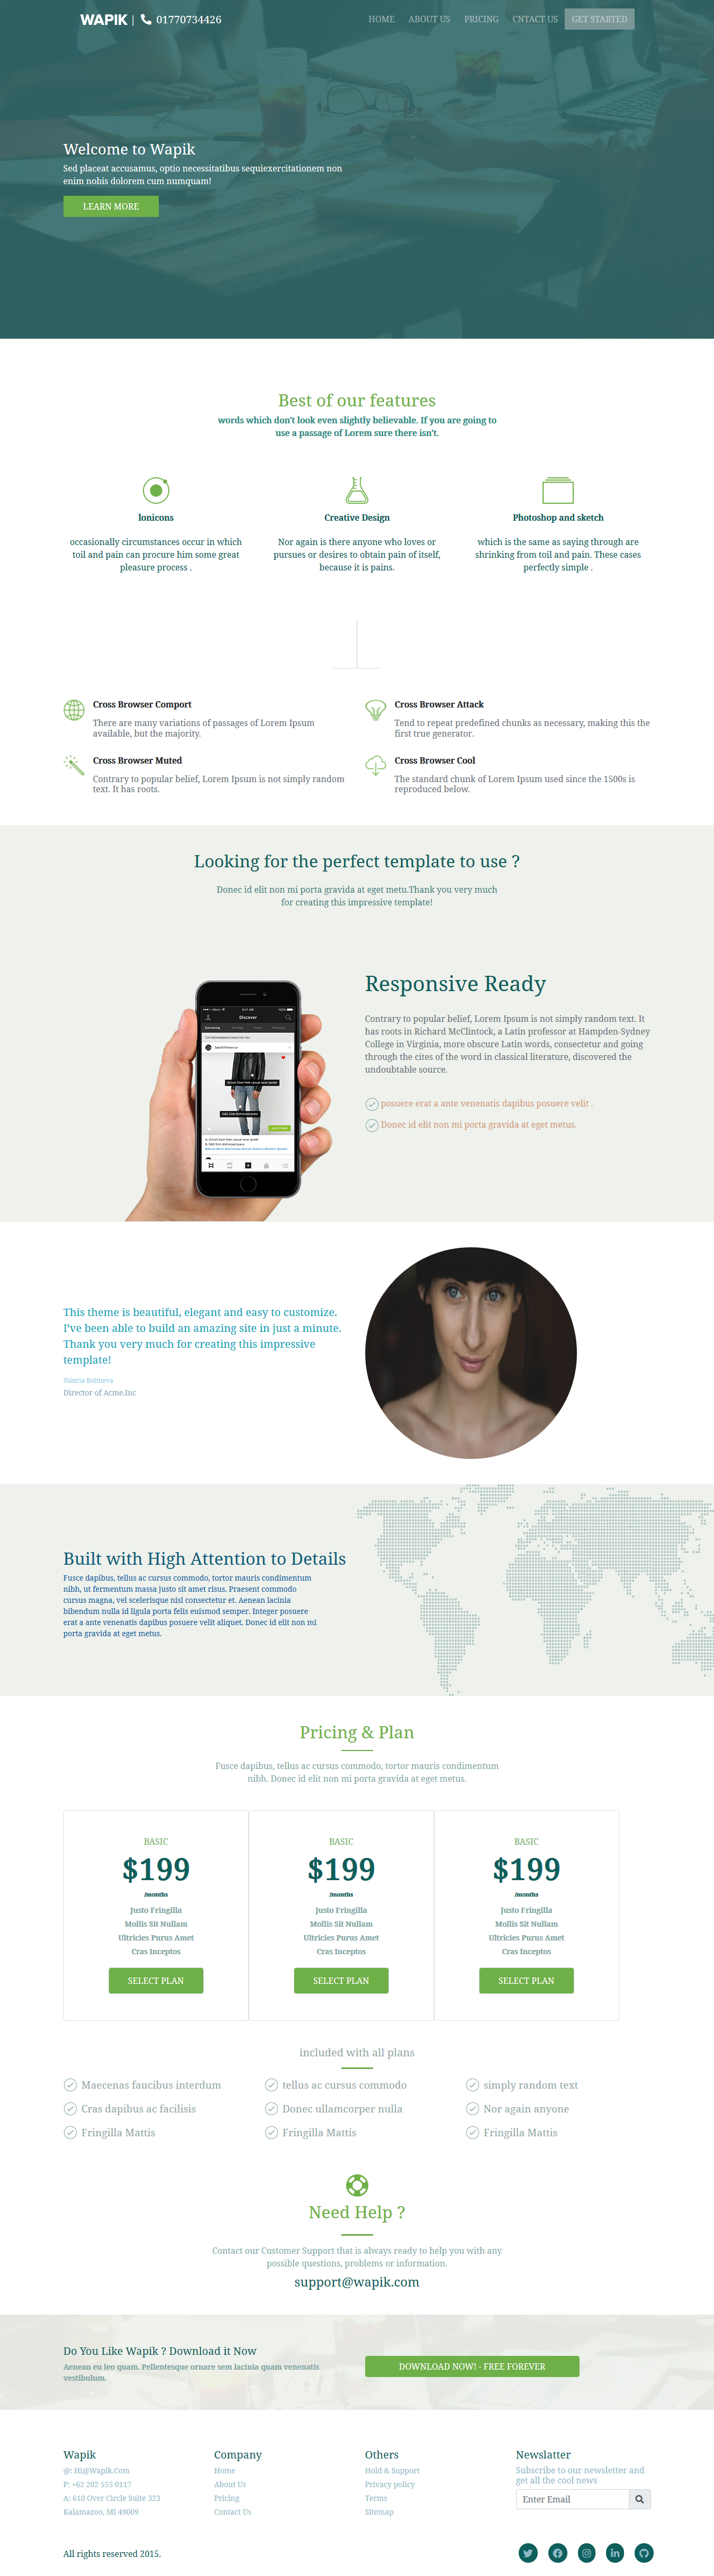 WAPIK | 01770734426
HOME ABOUT US PRICING CNTACT US GET STARTED
Welcome to Wapik
Sed placeat accusamus, optio necessitatibus sequiexercitationem non
enim nobis dolorem cum numquam!
LEARN MORE
Best of our features
words which don't look even slightly believable. If you are going to
use a passage of Lorem sure there isn't.
Ionicons
occasionally circumstances occur in which
toil and pain can procure him some great
pleasure process .
Creative Design
Nor again is there anyone who loves or
pursues or desires to obtain pain of itself,
because it is pains.
Photoshop and sketch
which is the same as saying through are
shrinking from toil and pain. These cases
perfectly simple .
Cross Browser Comport
There are many variations of passages of Lorem Ipsum
available, but the majority.
Cross Browser Attack
Tend to repeat predefined chunks as necessary, making this the
first true generator.
Cross Browser Muted
Contrary to popular belief, Lorem Ipsum is not simply random
text. It has roots.
Cross Browser Cool
The standard chunk of Lorem Ipsum used since the 1500s is
reproduced below.
Looking for the perfect template to use ?
Donec id elit non mi porta gravida at eget metu.Thank you very much
for creating this impressive template!
Discover
Responsive Ready
Contrary to popular belief, Lorem Ipsum is not simply random text. It
has roots in Richard McClintock, a Latin professor at Hampden-Sydney
College in Virginia, more obscure Latin words, consectetur and going
through the cites of the word in classical literature, discovered the
undoubtable source.
posuere erat a ante venenatis dapibus posuere velit .
Donec id elit non mi porta gravida at eget metus.
This theme is beautiful, elegant and easy to customize.
I've been able to build an amazing site in just a minute.
Thank you very much for creating this impressive
template!
Valeria Boltneva
Director of Acme.Inc
Built with High Attention to Details
Fusce dapibus, tellus ac cursus commodo, tortor mauris condimentum
nibh, ut fermentum massa justo sit amet risus. Praesent commodo
cursus magna, vel scelerisque nisl consectetur et. Aenean lacinia
bibendum nulla id ligula porta felis euismod semper. Integer posuere
erat a ante venenatis dapibus posuere velit aliquet. Donec id elit non mi
porta gravida at eget metus.
Pricing & Plan
Fusce dapibus, tellus ac cursus commodo, tortor mauris condimentum
nibh. Donec id elit non mi porta gravida at eget metus.
BASIC
$199
/months
Justo Fringilla
Mollis Sit Nullam
Ultricies Purus Amet
Cras Inceptos
SELECT PLAN
BASIC
$199
/months
Justo Fringilla
Mollis Sit Nullam
Ultricies Purus Amet
Cras Inceptos
SELECT PLAN
BASIC
$199
/months
Justo Fringilla
Mollis Sit Nullam
Ultricies Purus Amet
Cras Inceptos
SELECT PLAN
included with all plans
Maecenas faucibus interdum
Cras dapibus ac facilisis
Fringilla Mattis
tellus ac cursus commodo
Donec ullamcorper nulla
Fringilla Mattis
simply random text
Nor again anyone
Fringilla Mattis
Need Help ?
Contact our Customer Support that is always ready to help you with any
possible questions, problems or information.
support@wapik.com
Do You Like Wapik ? Download it Now
Aenean eu leo quam. Pellentesque ornare sem lacinia quam venenatis
vestibulum.
DOWNLOAD NOW! - FREE FOREVER
Wapik
@: Hi@Wapik.Com
P: +62 202 555 0117
A: 610 Over Circle Suite 323
Kalamazoo, MI 49009
Company
Home
About Us
Pricing
Contact Us
Others
Hold & Support
Privacy policy
Terms
Sitemap
Newslatter
Subscribe to our newsletter and
get all the cool news
Enter Email
All rights reserved 2015.